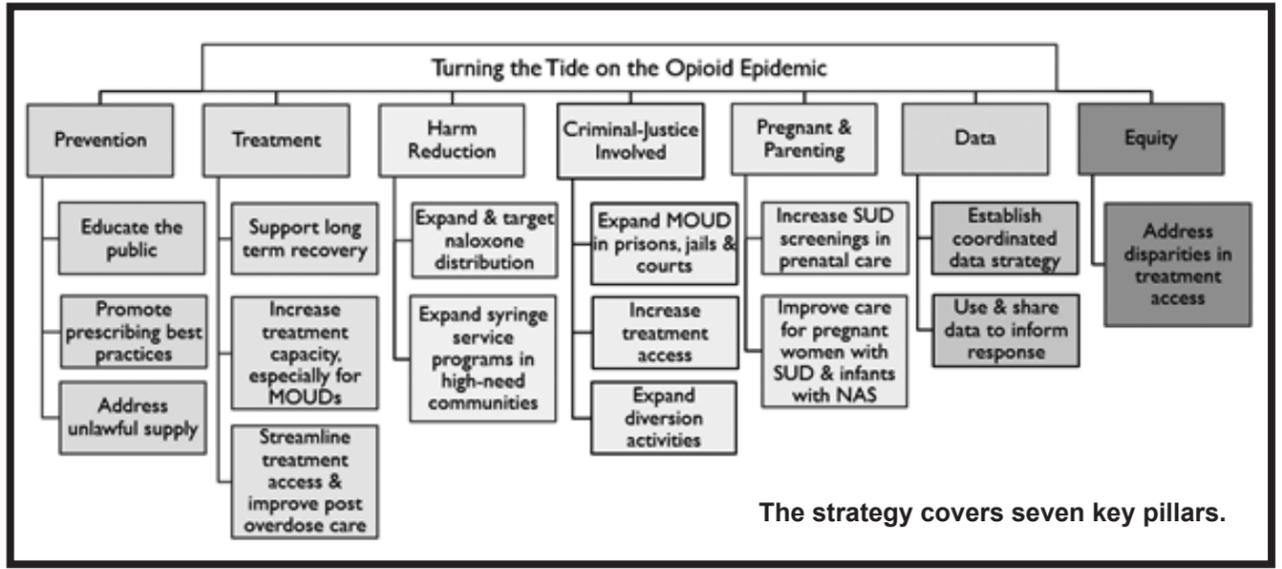 Turning the Tide on the Opioid Epidemic
Prevention
Educate the
public
Promote
prescribing best
practices
Address
unlawful supply
Treatment
Support long
term recovery
Increase
treatment
capacity,
especially for
MOUDs
Streamline
treatment
access &
improve post
overdose care
Harm
Reduction
Expand & target
naloxone
distribution
Expand syringe
service
programs in
high-need
communities
Criminal-Justice
Involved
Expand MOUD
in prisons, jails &
courts
Increase
treatment
access
Expand
diversion
activities
Pregnant &
Parenting
Increase SUD
screenings in
prenatal care
Improve care
for pregnant
women with
SUD & infants
with NAS
Data
Establish
coordinated
data strategy
Use & share
data to inform
response
Equity
Address
disparities in
treatment
access
The strategy covers seven key pillars.